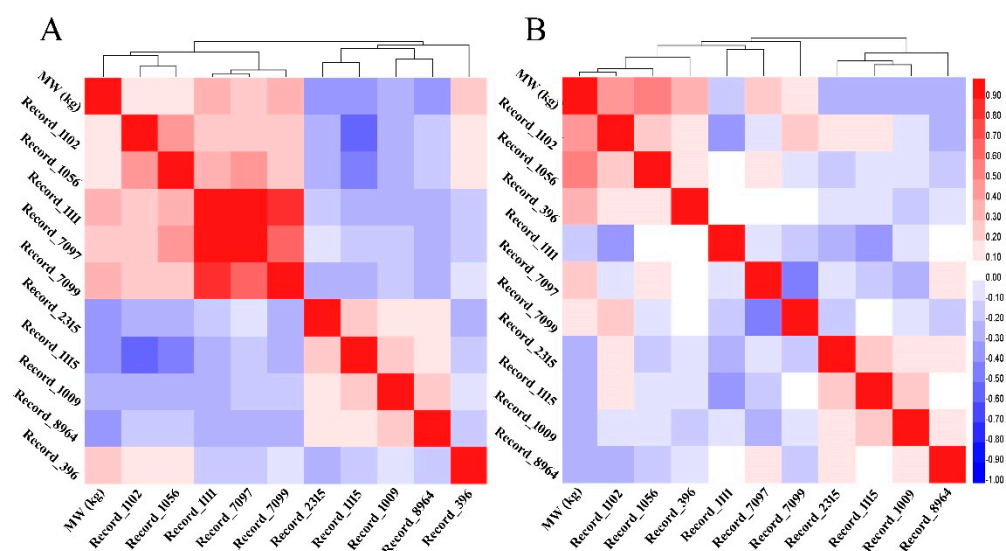 A
B
MW (kg)
Record_1102
Record_1056
Record_1111
Record_7097
Record_7099
Record_2315
Record_1115
Record_1009
Record_8964
Record_396
MW (kg)
Record_1102
Record_1056
Record_1111
Record_7097
Record_7099
Record_2315
Record_1115
Record_1009
Record_8964
Record_396
MW (kg)
Record_1102
Record_1056
Record_396
Record_1111
Record_7097
Record_7099
Record_2315
Record_1115
Record_1009
Record_8964
MW (kg)
Record_1102
Record_1056
Record_396
Record_1111
Record_7097
Record_7099
Record_2315
Record_1115
Record_1009
Record_8964
0.90
0.80
0.70
0.60
0.50
0.40
0.30
0.20
0.10
0.00
-0.10
-0.20
-0.30
-0.40
-0.50
-0.60
-0.70
-0.80
-0.90
-1.00